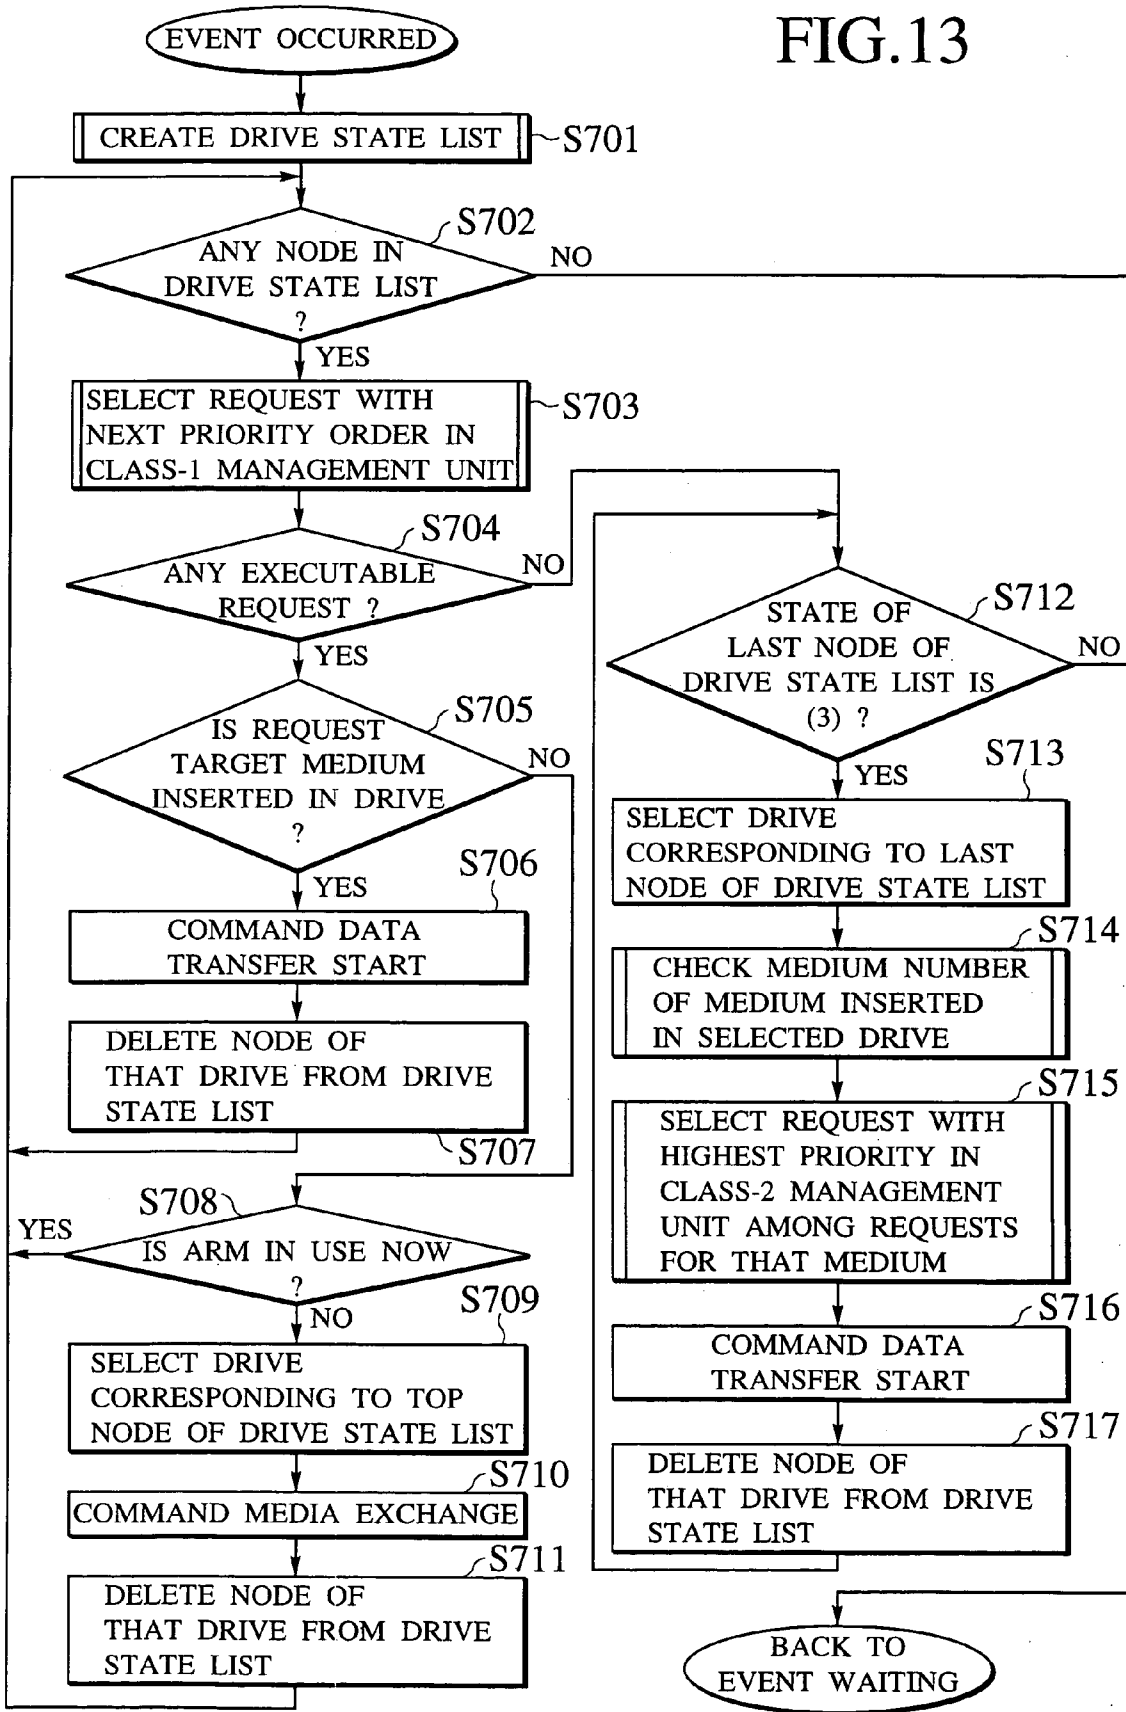 FIG.13
EVENT OCCURRED
CREATE DRIVE STATE LIST
S701
S702
ANY NODE IN
DRIVE STATE LIST
?
NO
YES
SELECT REQUEST WITH
NEXT PRIORITY ORDER IN
CLASS-1 MANAGEMENT UNIT
S703
S704
ANY EXECUTABLE
REQUEST ?
NO
YES
S705
IS REQUEST
TARGET MEDIUM
INSERTED IN DRIVE
?
NO
YES
S706
COMMAND DATA
TRANSFER START
DELETE NODE OF
THAT DRIVE FROM DRIVE
STATE LIST
S707
S708
YES
IS ARM IN USE NOW
?
NO
S709
SELECT DRIVE
CORRESPONDING TO TOP
NODE OF DRIVE STATE LIST
S710
COMMAND MEDIA EXCHANGE
S711
DELETE NODE OF
THAT DRIVE FROM DRIVE
STATE LIST
S712
STATE OF
LAST NODE OF
DRIVE STATE LIST IS
(3) ?
NO
YES
S713
SELECT DRIVE
CORRESPONDING TO LAST
NODE OF DRIVE STATE LIST
S714
CHECK MEDIUM NUMBER
OF MEDIUM INSERTED
IN SELECTED DRIVE
S715
SELECT REQUEST WITH
HIGHEST PRIORITY IN
CLASS-2 MANAGEMENT
UNIT AMONG REQUESTS
FOR THAT MEDIUM
S716
COMMAND DATA
TRANSFER START
S717
DELETE NODE OF
THAT DRIVE FROM DRIVE
STATE LIST
BACK TO
EVENT WAITING